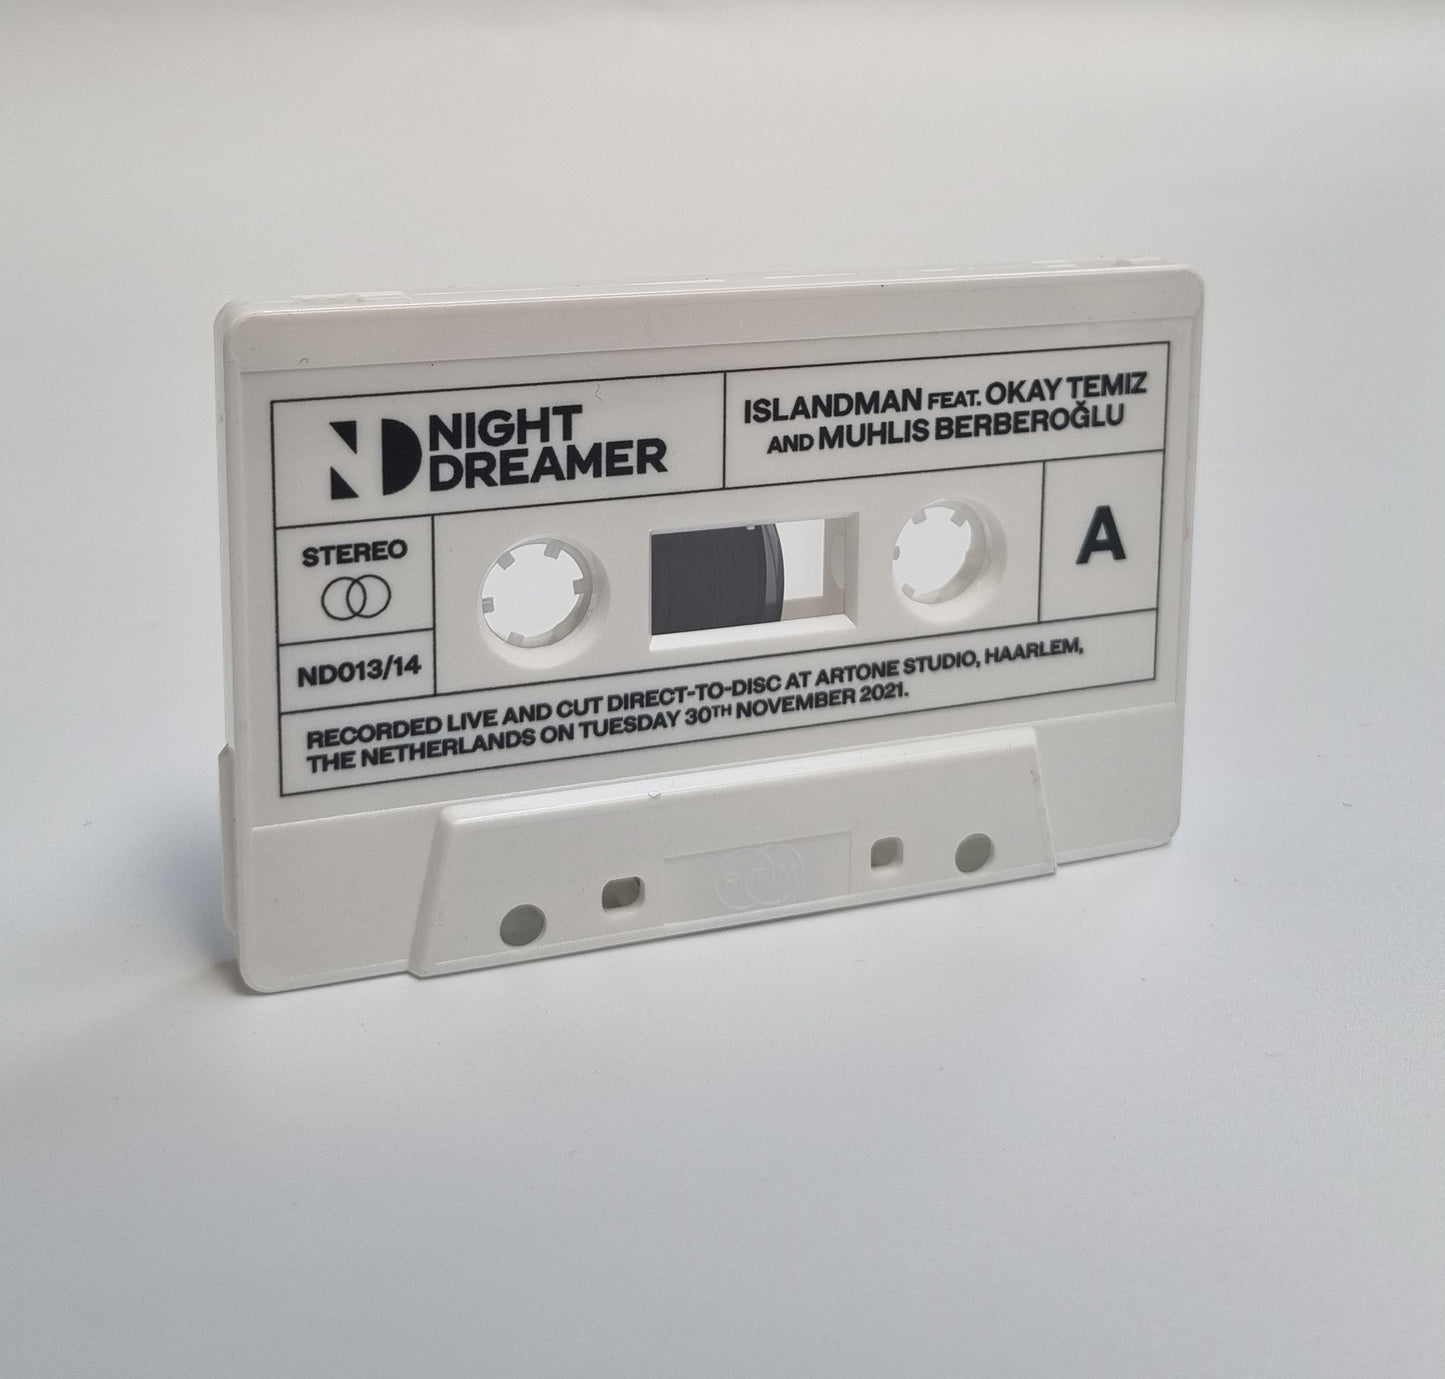 NIGHT
DREAMER
ISLANDMAN FEAT. OKAY TEMIZ
AND MUHLIS BERBEROĞLU
STEREO
A
ND013/14
RECORDED LIVE AND CUT DIRECT-TO-DISC AT ARTONE STUDIO, HAARLEM,
THE NETHERLANDS ON TUESDAY 30TH NOVEMBER 2021.
RTM